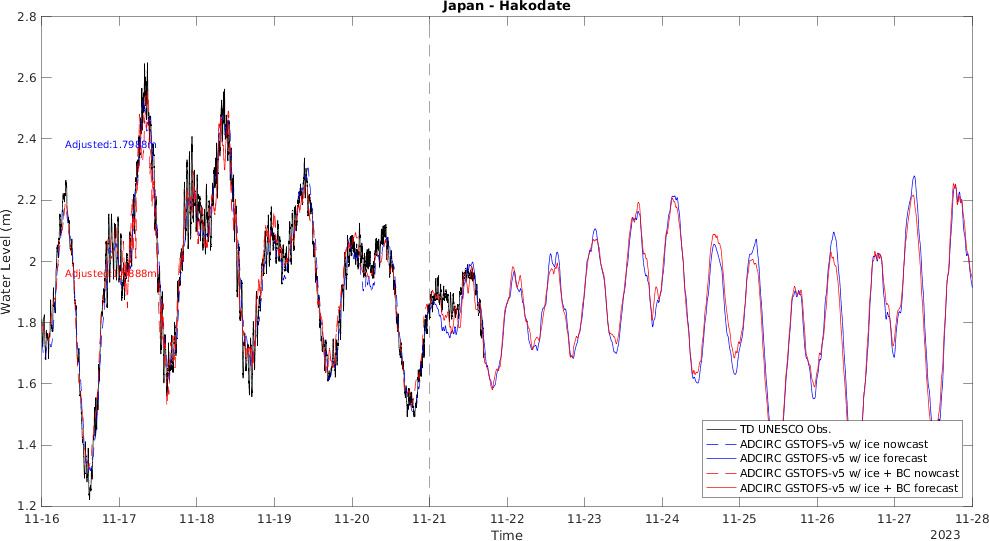 Japan - Hakodate
2.8
2.6
2.4
2.2
2
1.8
1.6
1.4
1.2
Water Level (m)
Adjusted:1.7988m
Adjusted: 888m
11-16
11-17
11-18
11-19
11-20
11-21
11-22
11-23
11-24
11-25
11-26
11-27
11-28
Time
2023
TD UNESCO Obs.
ADCIRC GSTOFS-v5 w/ ice nowcast
ADCIRC GSTOFS-v5 w/ ice forecast
ADCIRC GSTOFS-v5 w/ ice + BC nowcast
ADCIRC GSTOFS-v5 w/ ice + BC forecast